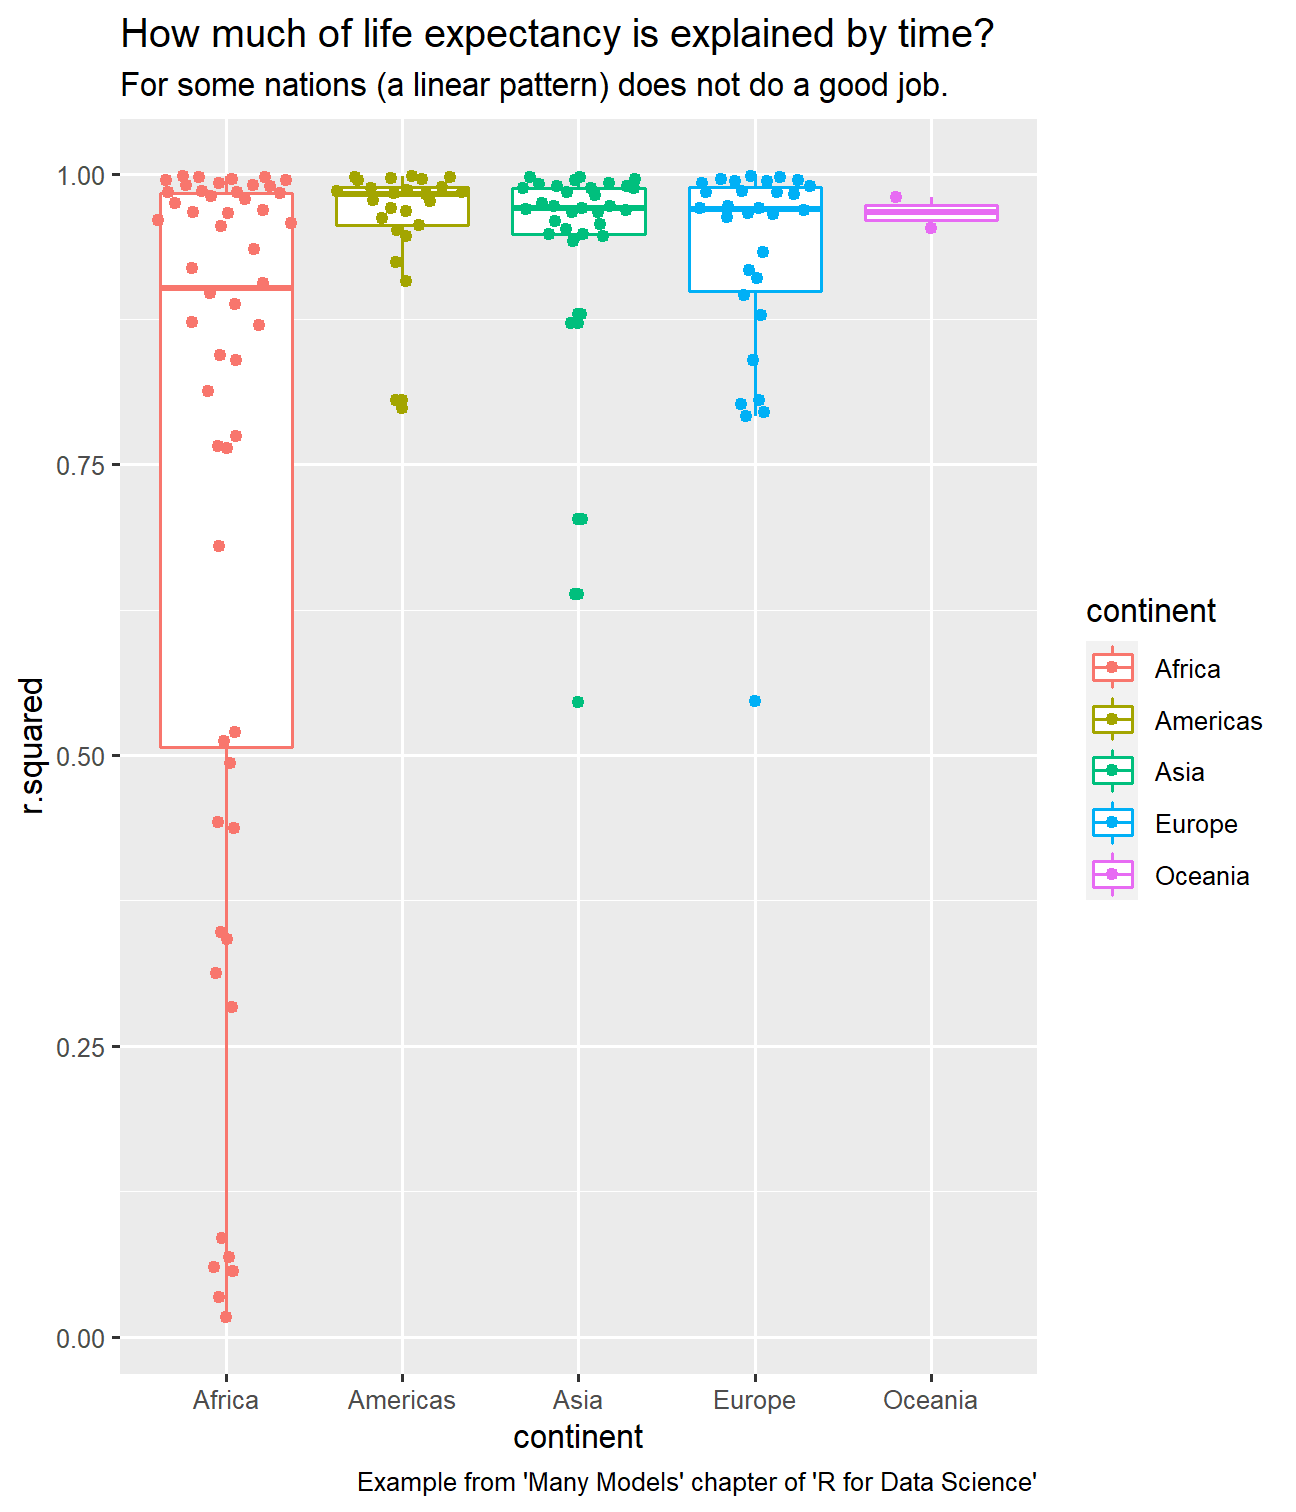 How much of life expectancy is explained by time?
For some nations (a linear pattern) does not do a good job.
1.00
0.75
0.50
0.25
0.00
r.squared
Africa
Americas
Asia
Europe
Oceania
continent
continent
Africa
Americas
Asia
Europe
Oceania
Example from 'Many Models' chapter of 'R for Data Science'